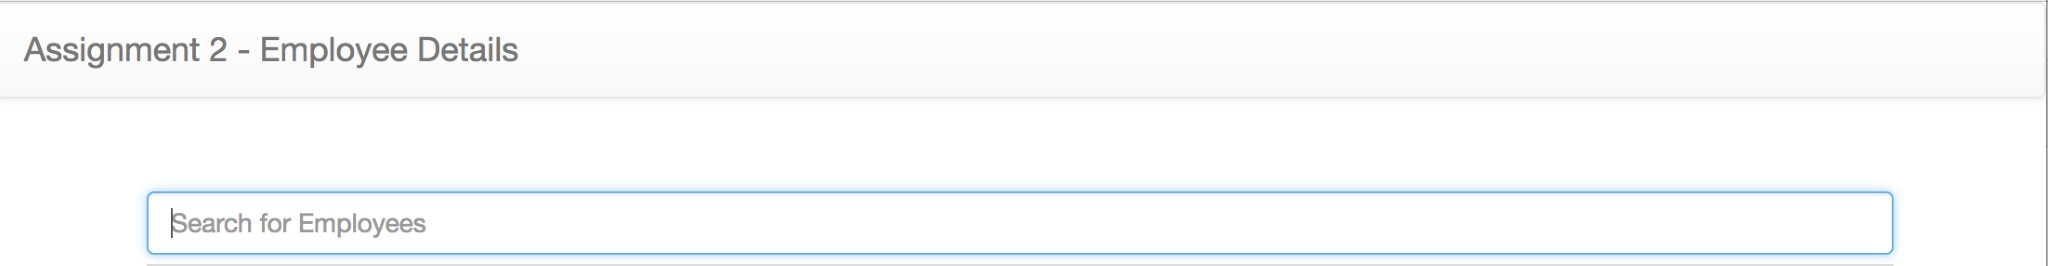 Assignment 2 - Employee Details
Search for Employees